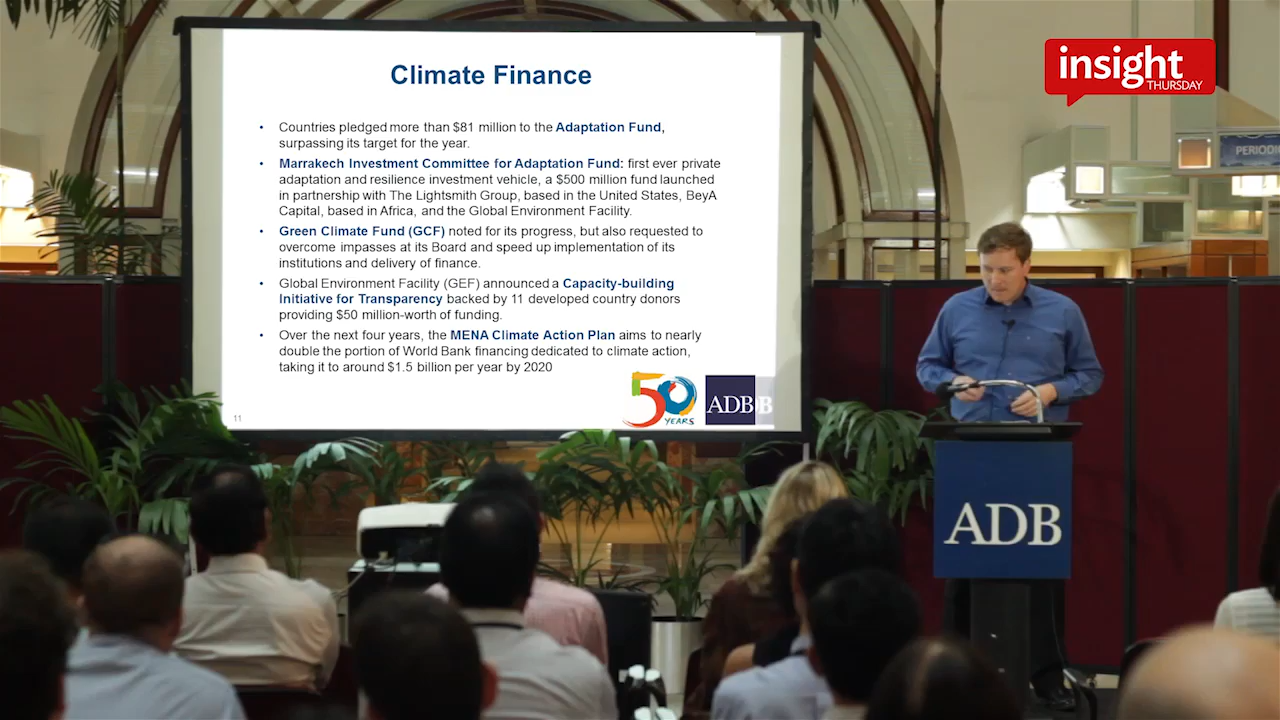 insight
THURSDAY
PERIODI
Climate Finance
• Countries pledged more than $81 million to the Adaptation Fund,
surpassing its target for the year.
• Marrakech Investment Committee for Adaptation Fund: first ever private
adaptation and resilience investment vehicle, a $500 million fund launched
in partnership with The Lightsmith Group, based in the United States, BeyA
Capital, based in Africa, and the Global Environment Facility.
• Green Climate Fund (GCF) noted for its progress, but also requested to
overcome impasses at its Board and speed up implementation of its
institutions and delivery of finance.
• Global Environment Facility (GEF) announced a Capacity-building
Initiative for Transparency backed by 11 developed country donors
providing $50 million-worth of funding.
• Over the next four years, the MENA Climate Action Plan aims to nearly
double the portion of World Bank financing dedicated to climate action,
taking it to around $1.5 billion per year by 2020
11
50
YEARS
ADB
B
ADB